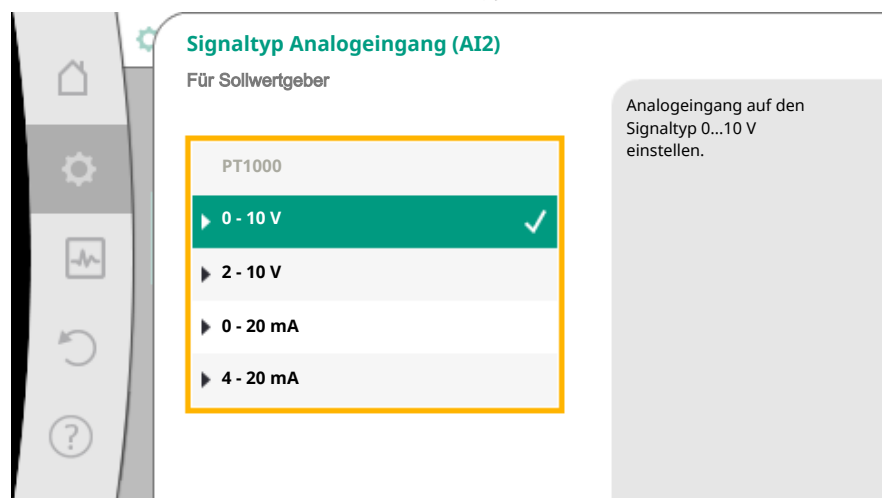 Signaltyp Analogeingang (AI2)
Für Sollwertgeber
Analogeingang auf den
Signaltyp 0...10 V
einstellen.
PT1000
0 - 10 V
2 - 10 V
0 - 20 mA
4 - 20 mA
?